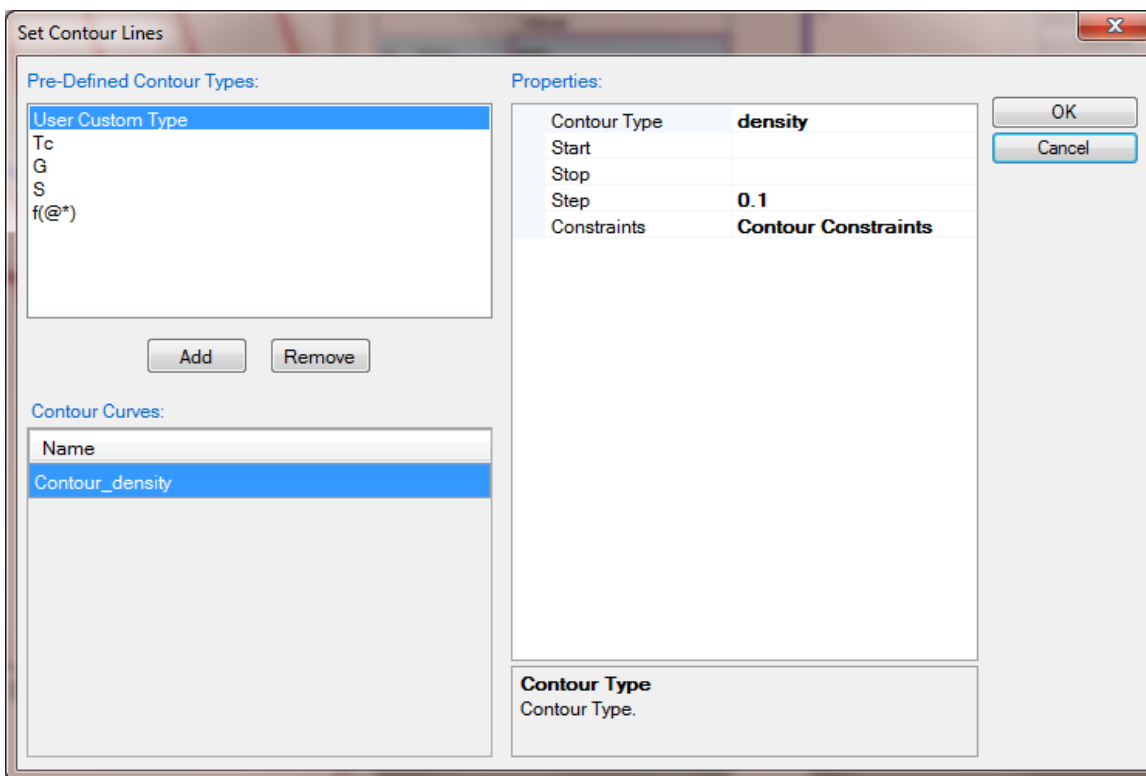 Set Contour Lines
Pre-Defined Contour Types:
User Custom Type
Tc
G
S
f(@*)
Add
Remove
Contour Curves:
Name
Contour_density
Properties:
Contour Type density
Start
Stop
Step 0.1
Constraints Contour Constraints
Contour Type
Contour Type.
OK
Cancel